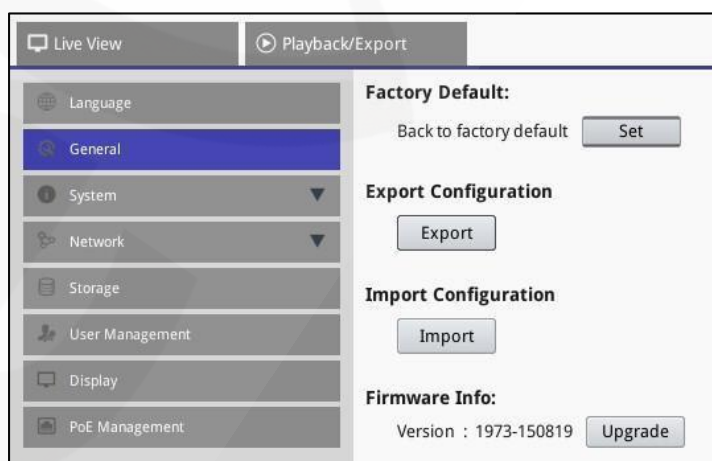 Live View
Playback/Export
Language
General
System
Network
Storage
User Management
Display
PoE Management
Factory Default:
Back to factory default Set
Export Configuration
Export
Import Configuration
Import
Firmware Info:
Version : 1973-150819 Upgrade